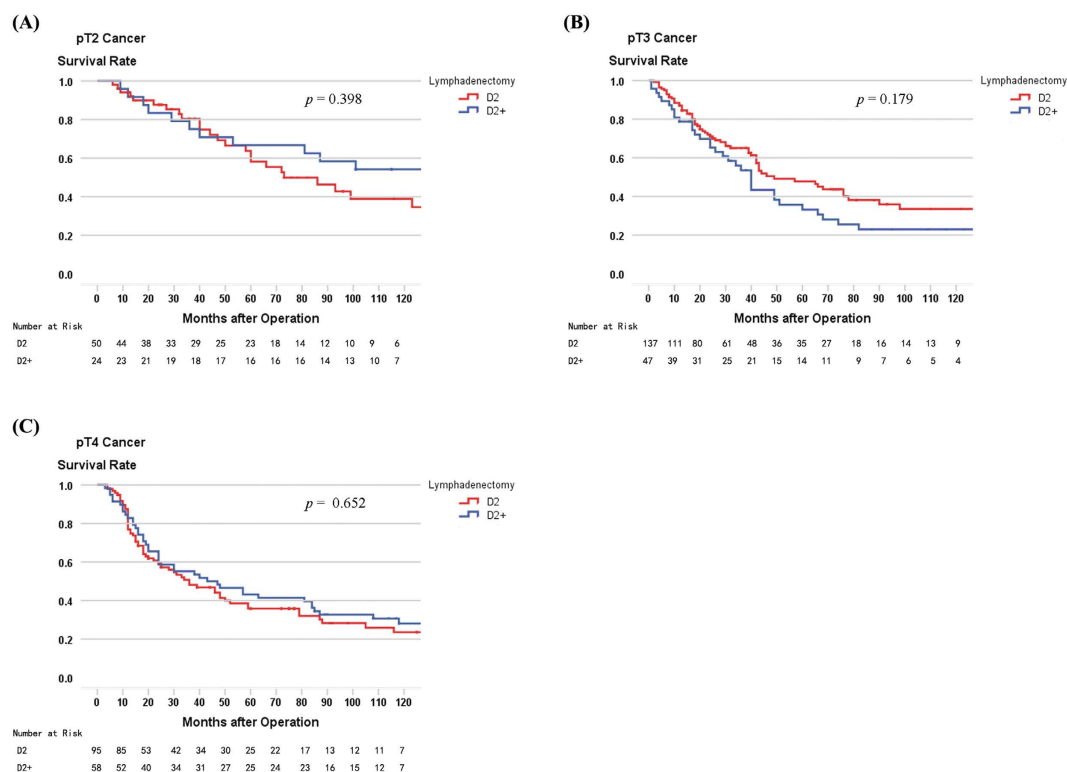 (A)
pT2 Cancer
Survival Rate
Lymphadenectomy
D2
D2+
p = 0.398
1.0
0.8
0.6
0.4
0.2
0.0
0 10 20 30 40 50 60 70 80 90 100 110 120
Months after Operation
Number at Risk
D2 50 44 38 33 29 25 23 18 14 12 10 9 6
D2+ 24 23 21 19 18 17 16 16 16 14 13 10 7
(B)
pT3 Cancer
Survival Rate
Lymphadenectomy
D2
D2+
p = 0.179
1.0
0.8
0.6
0.4
0.2
0.0
0 10 20 30 40 50 60 70 80 90 100 110 120
Months after Operation
Number at Risk
D2 137 111 80 61 48 36 35 27 18 16 14 13 9
D2+ 47 39 31 25 21 15 14 11 9 7 6 5 4
(C)
pT4 Cancer
Survival Rate
Lymphadenectomy
D2
D2+
p = 0.652
1.0
0.8
0.6
0.4
0.2
0.0
0 10 20 30 40 50 60 70 80 90 100 110 120
Months after Operation
Number at Risk
D2 95 85 53 42 34 30 25 22 17 13 12 11 7
D2+ 58 52 40 34 31 27 25 24 23 16 15 12 7